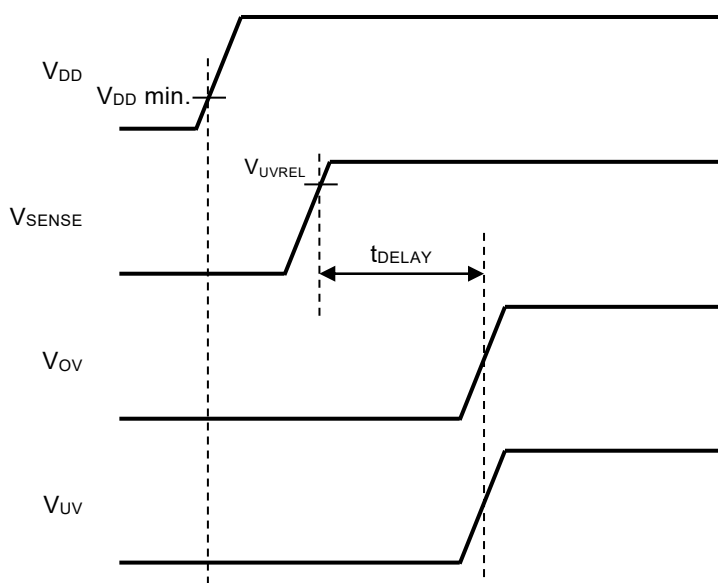 VDD
VDD min.
VUVREL
VSENSE
tDELAY
VOV
VUV